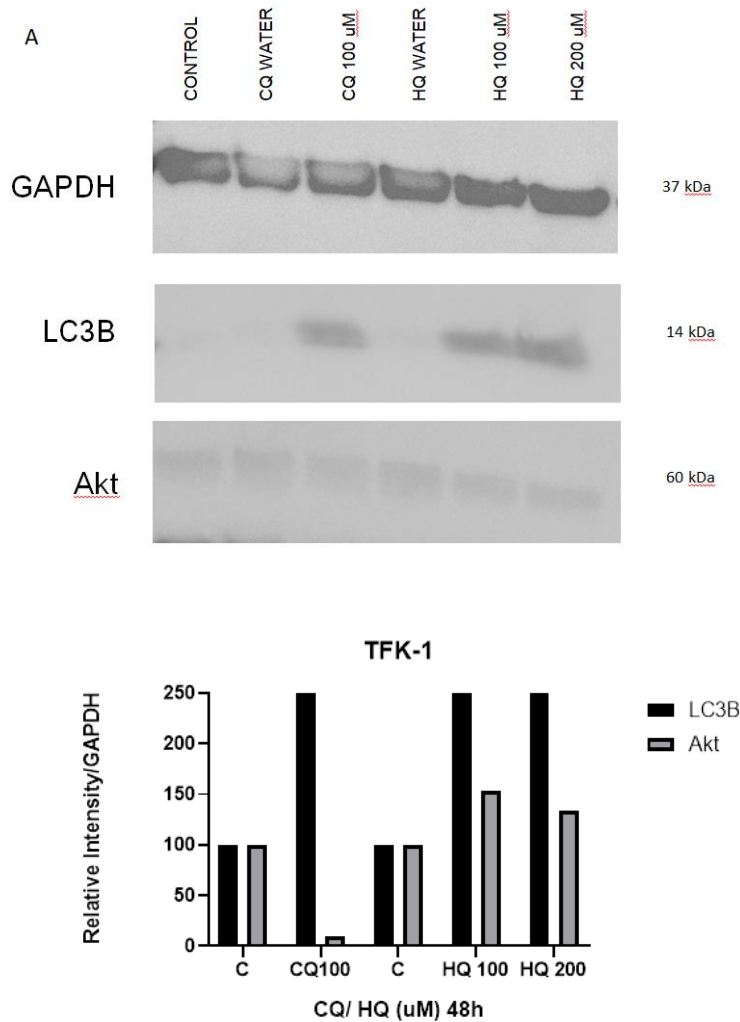 A
CONTROL
CQ WATER
CQ 100 uM
HQ WATER
HQ 100 uM
HQ 200 uM
GAPDH
37 kDa
LC3B
14 kDa
Akt
60 kDa
TFK-1
Relative Intensity/GAPDH
250
200
150
100
50
0
C
CQ100
C
HQ 100
HQ 200
CQ/ HQ (uM) 48h
LC3B
Akt